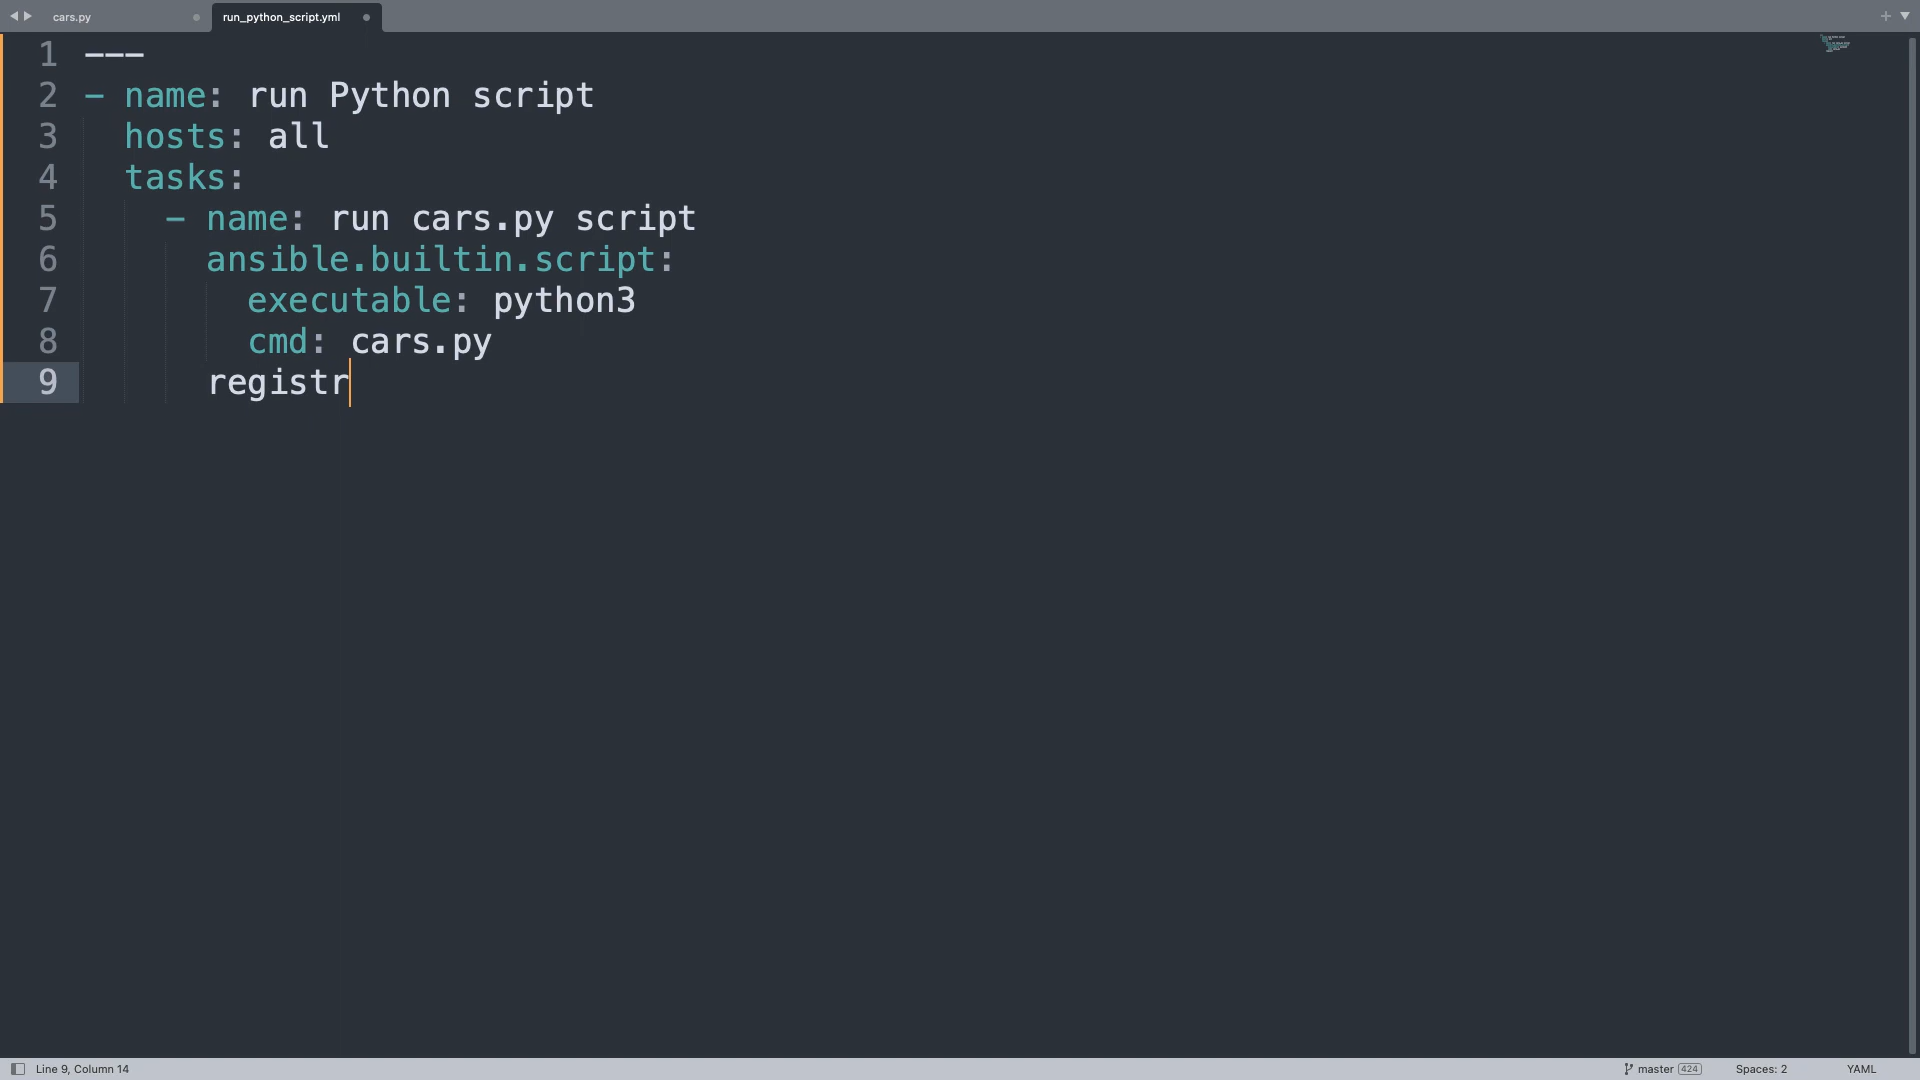 cars.py
run_python_script.yml
1 ---
2 - name: run Python script
3 hosts: all
4 tasks:
5 - name: run cars.py script
6 ansible.builtin.script:
7 executable: python3
8 cmd: cars.py
9 registr
Line 9, Column 14
master 424
Spaces: 2
YAML